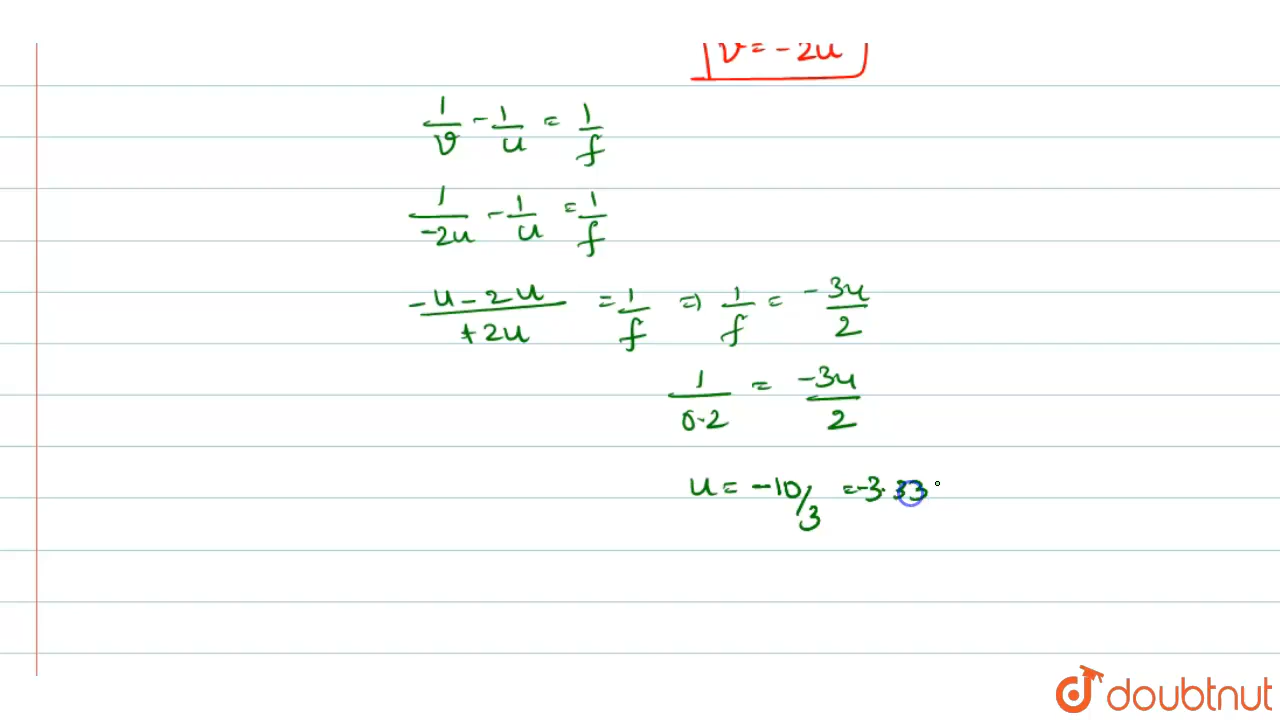 v = - 2u
1/v - 1/u = 1/f
1/-2u - 1/u = 1/f
-u - 2u/+2u = 1/f ⇒ 1/f = -3u/2
1/0.2 = -3u/2
u = -10/3 = -3.33
doubtnut